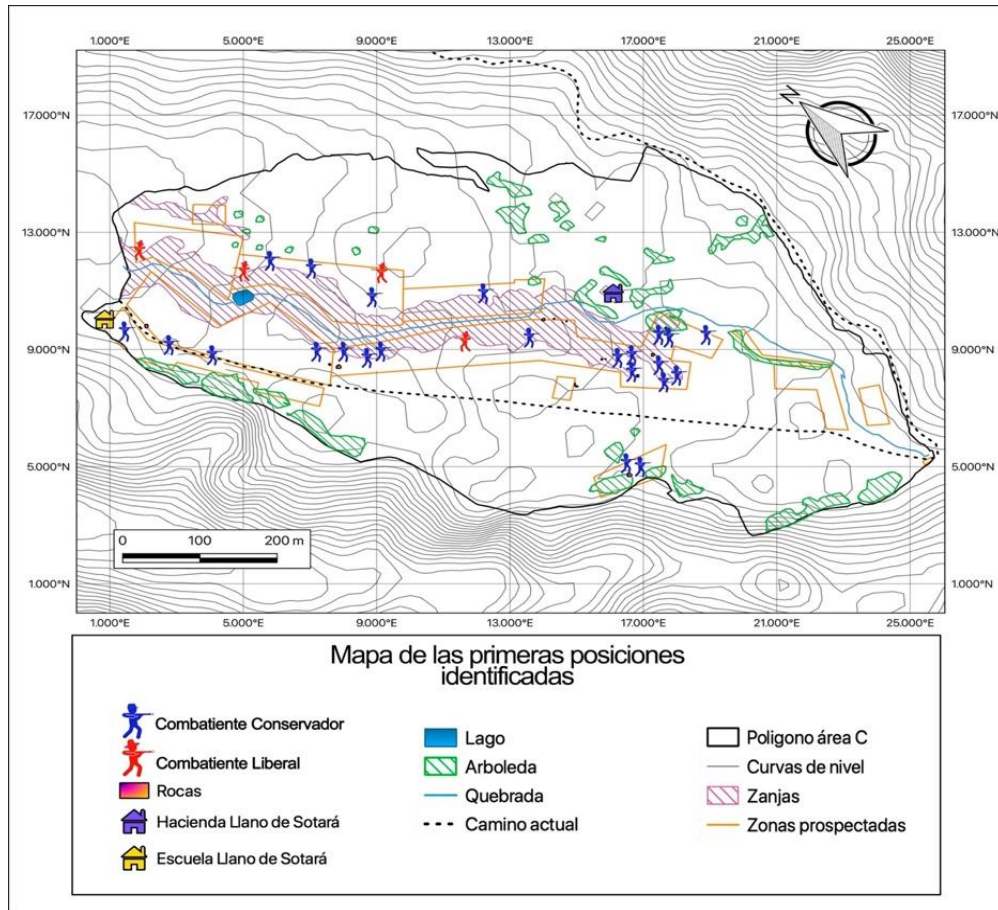 1.000°E 5.000°E 9.000°E 13.000°E 17.000°E 21.000°E 25.000°E
17.000°N 17.000°N
N
13.000°N 13.000°N
9.000°N 9.000°N
5.000°N 5.000°N
0 100 200 m
1.000°N 1.000°N
1.000°E 5.000°E 9.000°E 13.000°E 17.000°E 21.000°E 25.000°E
Mapa de las primeras posiciones
identificadas
Combatiente Conservador
Combatiente Liberal
Rocas
Hacienda Llano de Sotará
Escuela Llano de Sotará
Lago
Arboleda
Quebrada
Camino actual
Poligono área C
Curvas de nivel
Zanjas
Zonas prospectadas